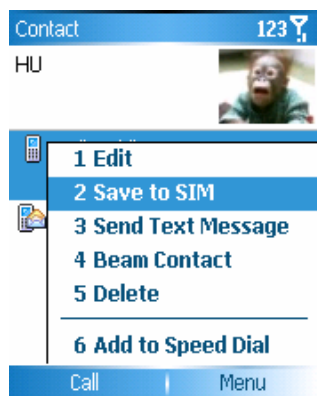 Contact 123
HU
1 Edit
2 Save to SIM
3 Send Text Message
4 Beam Contact
5 Delete
6 Add to Speed Dial
Call Menu